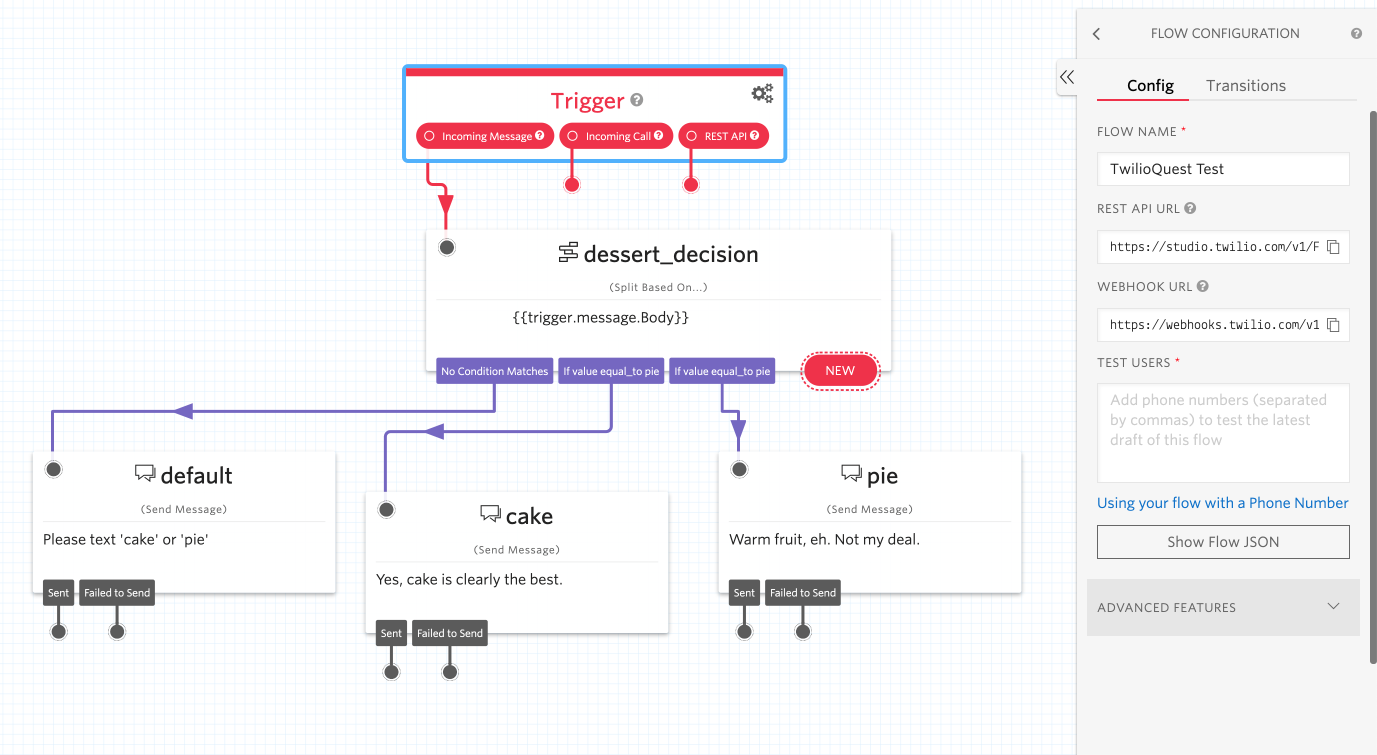 Trigger
Incoming Message
Incoming Call
REST API
dessert_decision
(Split Based On...)
{{trigger.message.Body}}
No Condition Matches
If value equal_to pie
If value equal_to pie
NEW
default
(Send Message)
Please text 'cake' or 'pie'
Sent
Failed to Send
cake
(Send Message)
Yes, cake is clearly the best.
Sent
Failed to Send
pie
(Send Message)
Warm fruit, eh. Not my deal.
Sent
Failed to Send
FLOW CONFIGURATION
Config
Transitions
FLOW NAME *
TwilioQuest Test
REST API URL
https://studio.twilio.com/v1/F
WEBHOOK URL
https://webhooks.twilio.com/v1
TEST USERS *
Add phone numbers (separated
by commas) to test the latest
draft of this flow
Using your flow with a Phone Number
Show Flow JSON
ADVANCED FEATURES